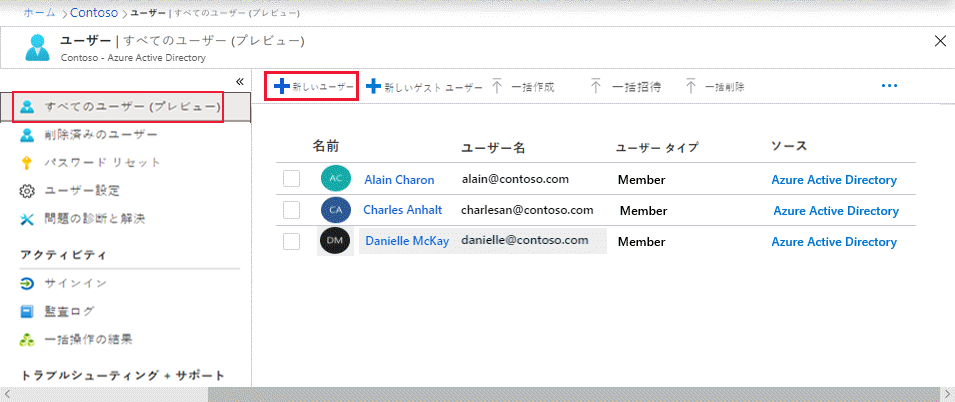 ホーム > Contoso > ユーザー | すべてのユーザー (プレビュー)
ユーザー | すべてのユーザー (プレビュー)
Contoso - Azure Active Directory
«
すべてのユーザー (プレビュー)
削除済みのユーザー
パスワード リセット
ユーザー設定
問題の診断と解決
アクティビティ
サインイン
監査ログ
一括操作の結果
トラブルシューティング + サポート
新しいユーザー 新しいゲスト ユーザー 一括作成 一括招待 一括削除 •••
名前 ユーザー名 ユーザー タイプ ソース
AC Alain Charon alain@contoso.com Member Azure Active Directory
CA Charles Anhalt charlesan@contoso.com Member Azure Active Directory
DM Danielle McKay danielle@contoso.com Member Azure Active Directory